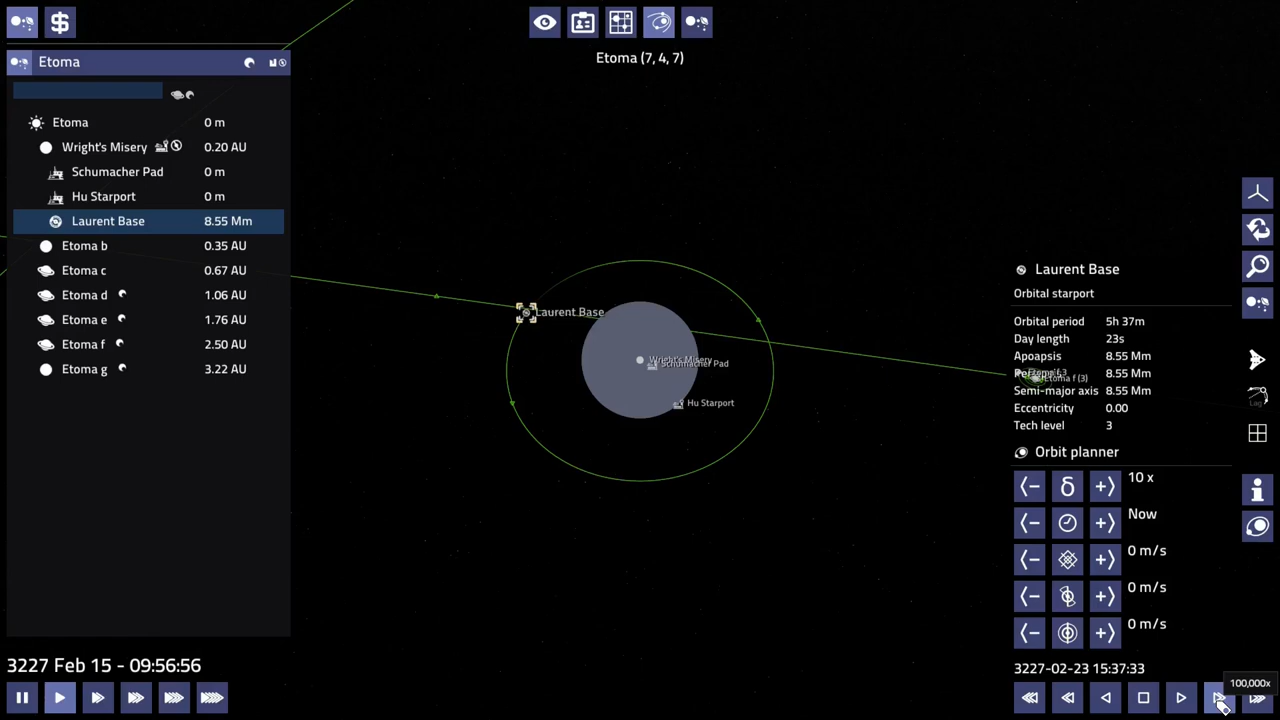 Etoma (7, 4, 7)
Etoma
Etoma 0 m
Wright's Misery 0.20 AU
Schumacher Pad 0 m
Hu Starport 0 m
Laurent Base 8.55 Mm
Etoma b 0.35 AU
Etoma c 0.67 AU
Etoma d 1.06 AU
Etoma e 1.76 AU
Etoma f 2.50 AU
Etoma g 3.22 AU
Laurent Base
Wright's Misery
Schumacher Pad
Hu Starport
Etoma f (3)
Laurent Base
Orbital starport
Orbital period 5h 37m
Day length 23s
Apoapsis 8.55 Mm
8.55 Mm
Semi-major axis 8.55 Mm
Eccentricity 0.00
Tech level 3
Lag
Orbit planner
10 x
Now
0 m/s
0 m/s
0 m/s
3227-02-23 15:37:33
100,000x
3227 Feb 15 - 09:56:56